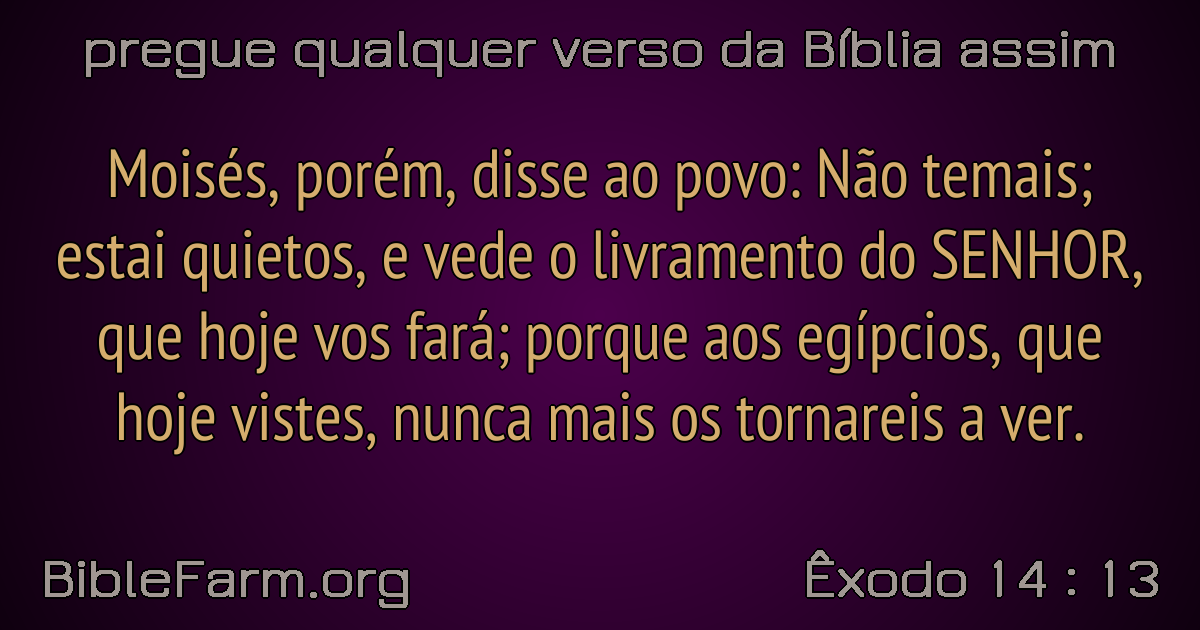 pregue qualquer verso da Bíblia assim
Moisés, porém, disse ao povo: Não temais;
estai quietos, e vede o livramento do SENHOR,
que hoje vos fará; porque aos egípcios, que
hoje vistes, nunca mais os tornareis a ver.
BibleFarm.org
Êxodo 14 : 13